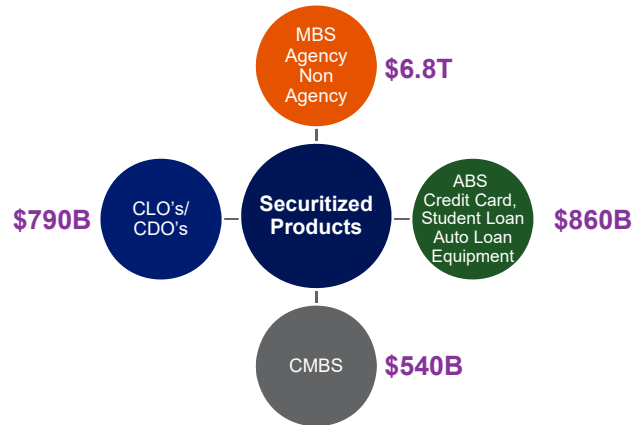 MBS
Agency
Non
Agency
$6.8T
$790B
CLO's/
CDO's
Securitized
Products
ABS
Credit Card,
Student Loan
Auto Loan
Equipment
$860B
CMBS
$540B